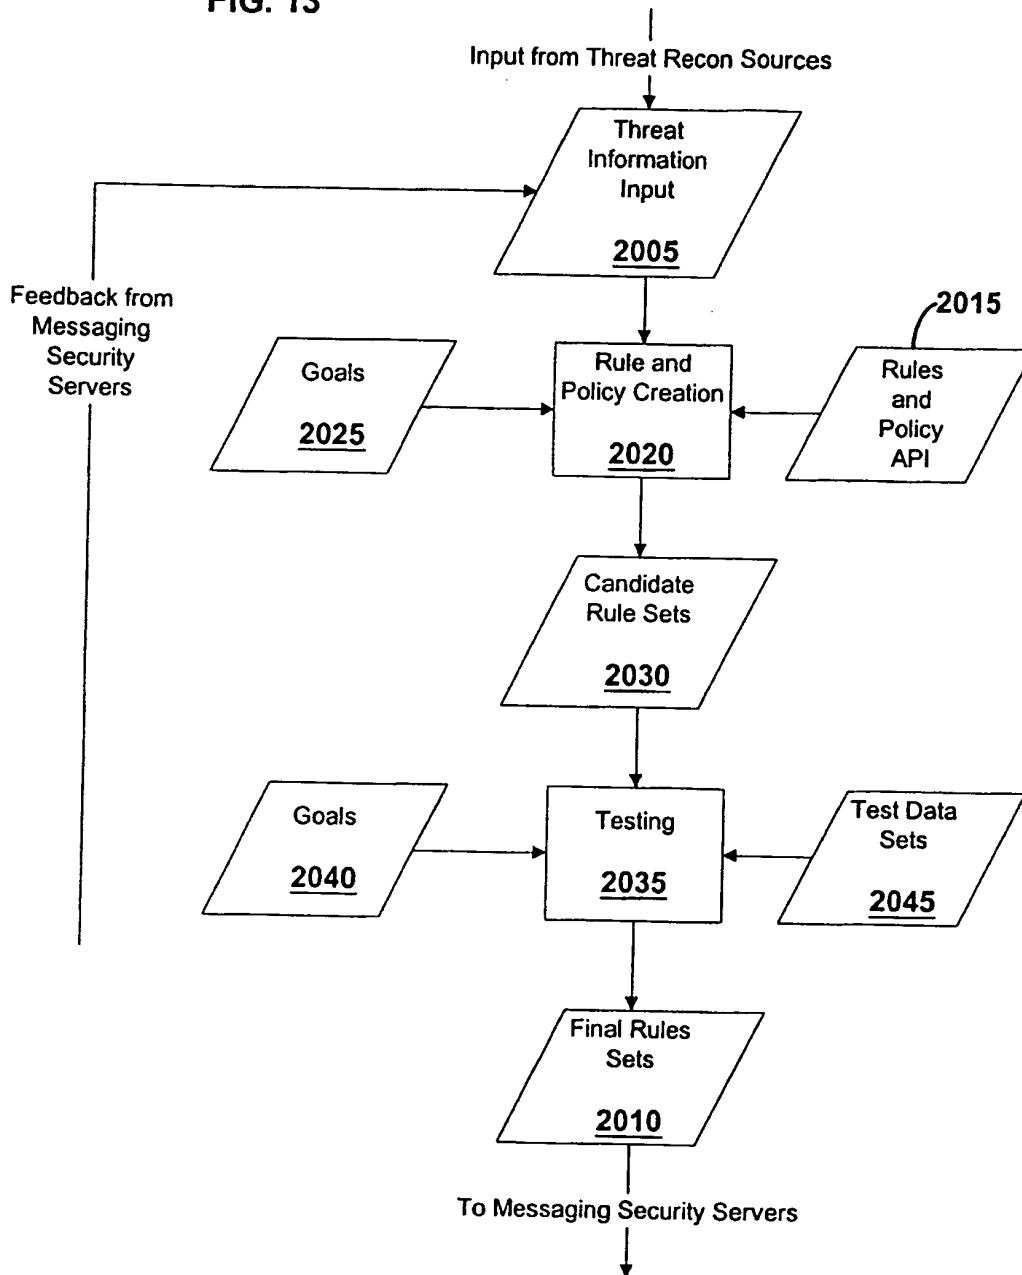 FIG. 13
Input from Threat Recon Sources
Threat
Information
Input
2005
Feedback from
Messaging
Security
Servers
Goals
2025
Rule and
Policy Creation
2020
2015
Rules
and
Policy
API
Candidate
Rule Sets
2030
Goals
2040
Testing
2035
Test Data
Sets
2045
Final Rules
Sets
2010
To Messaging Security Servers